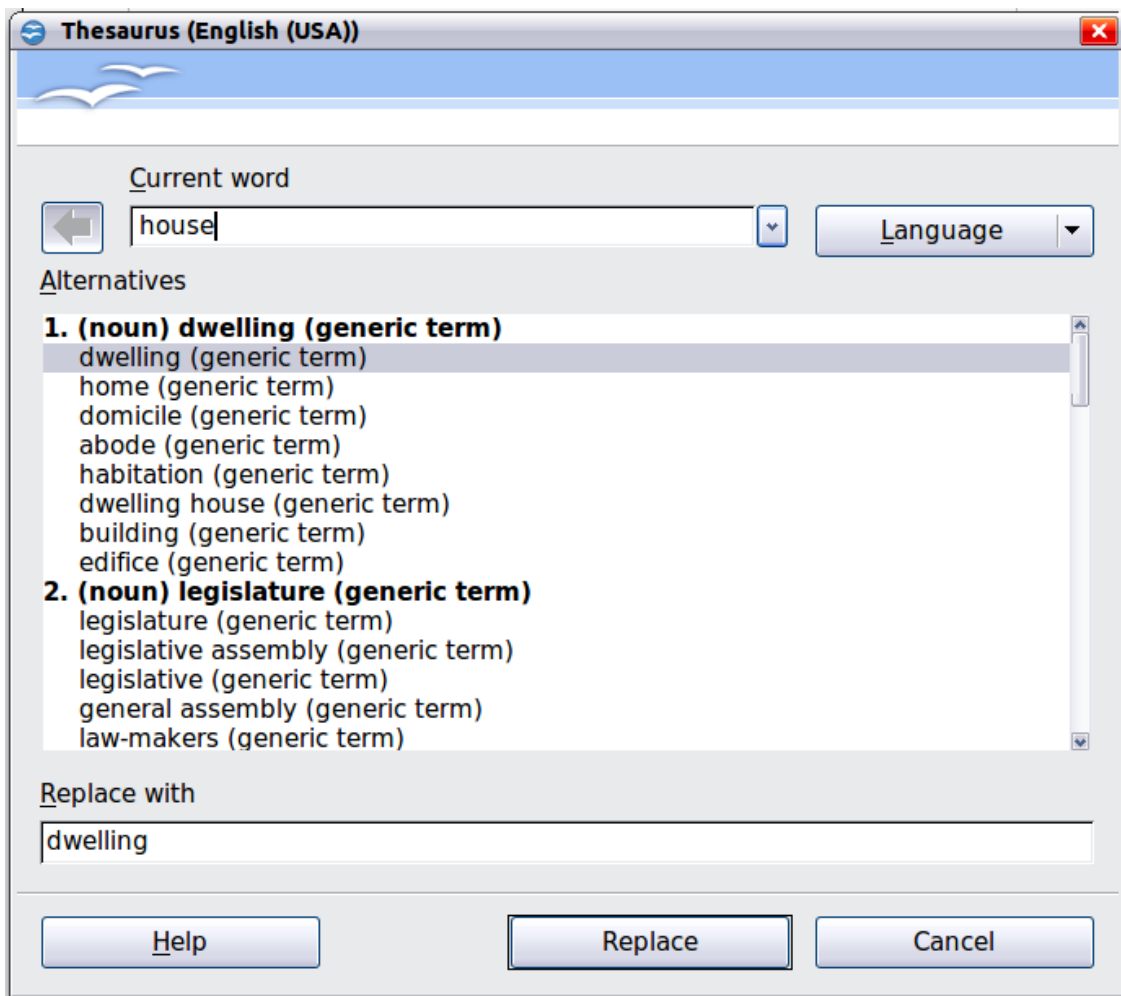 Thesaurus (English (USA))
Current word
house
Language
Alternatives
1. (noun) dwelling (generic term)
dwelling (generic term)
home (generic term)
domicile (generic term)
abode (generic term)
habitation (generic term)
dwelling house (generic term)
building (generic term)
edifice (generic term)
2. (noun) legislature (generic term)
legislature (generic term)
legislative assembly (generic term)
legislative (generic term)
general assembly (generic term)
law-makers (generic term)
Replace with
dwelling
Help Replace Cancel